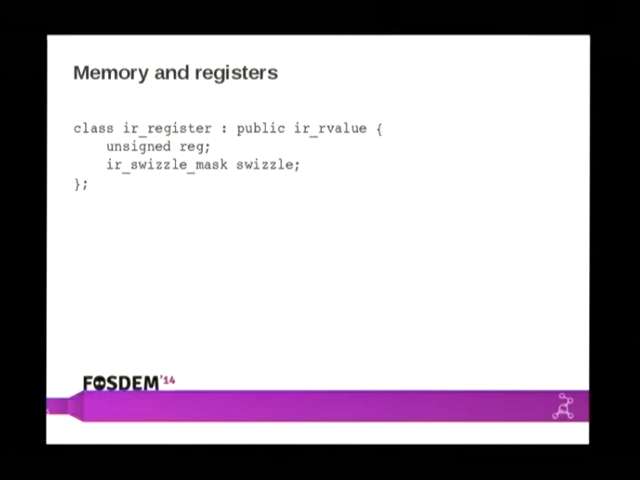 Memory and registers
class ir_register : public ir_rvalue {
    unsigned reg;
    ir_swizzle_mask swizzle;
};
FOSDEM'14